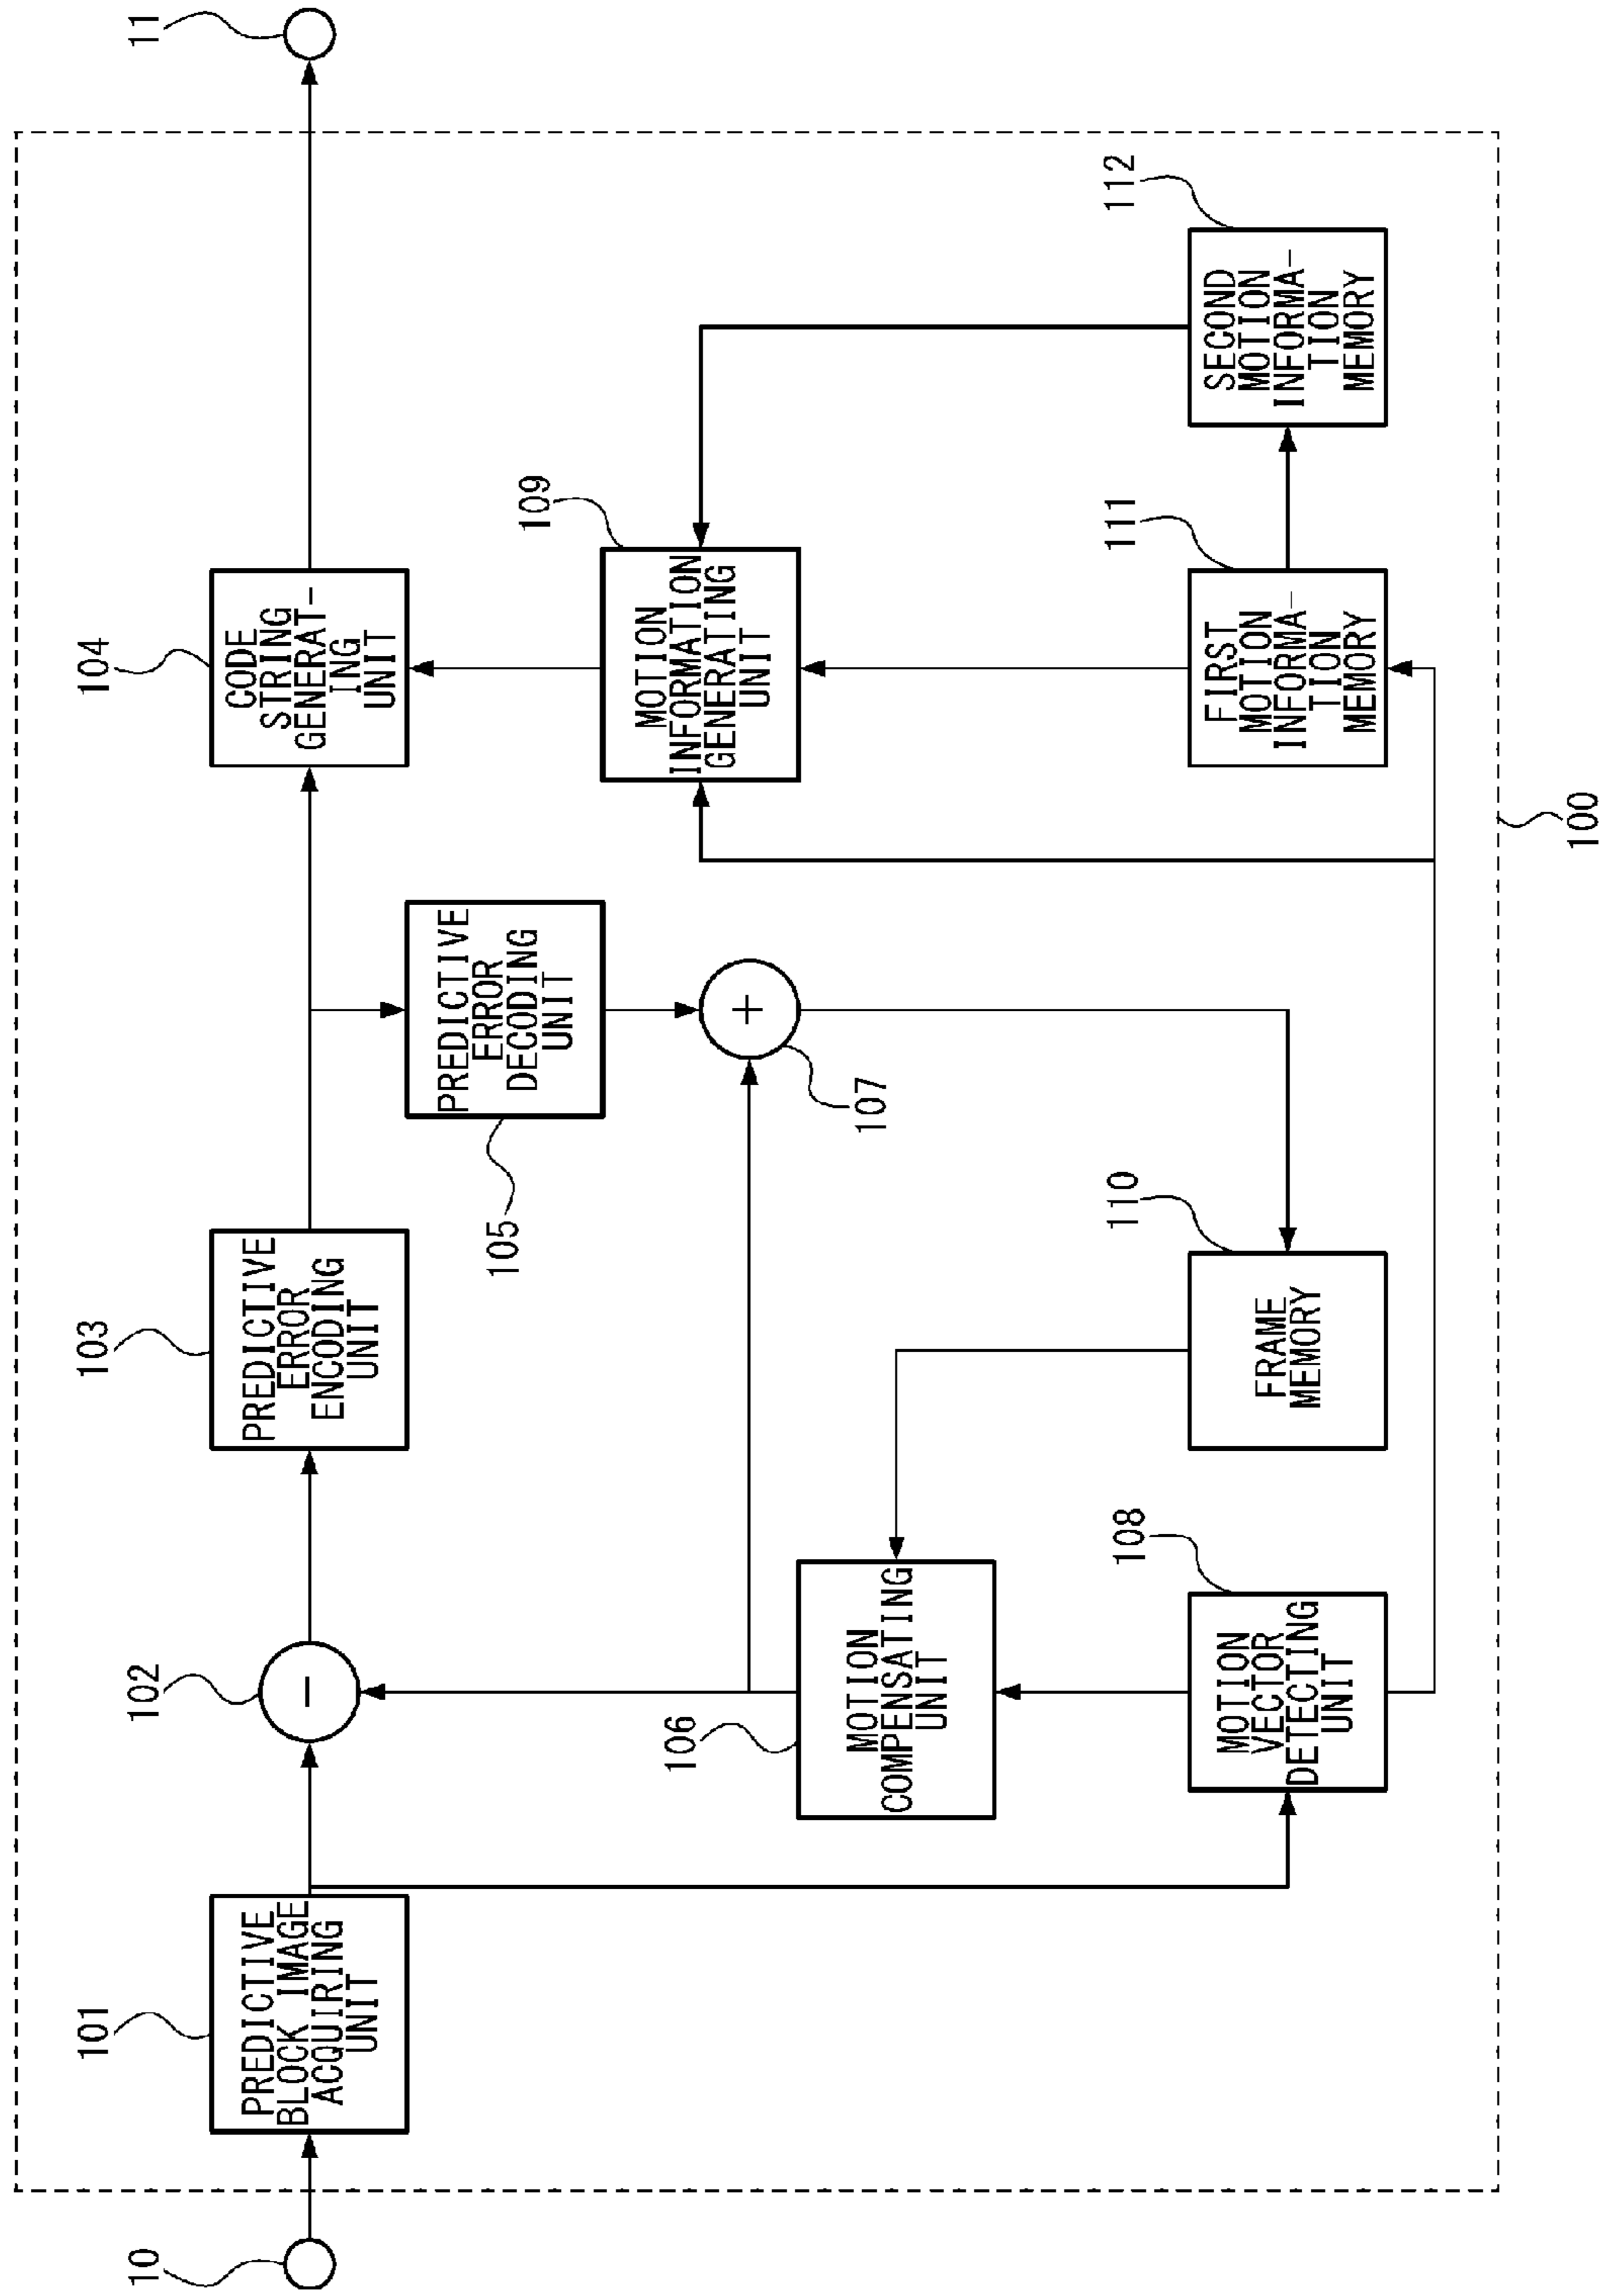 10
101
PREDICTIVE
BLOCK IMAGE
ACQUIRING
UNIT
102
−
103
PREDICTIVE
ERROR
ENCODING
UNIT
104
CODE
STRING
GENERAT-
ING
UNIT
11
105
PREDICTIVE
ERROR
DECODING
UNIT
109
MOTION
INFORMATION
GENERATING
UNIT
106
MOTION
COMPENSATING
UNIT
+
107
108
MOTION
VECTOR
DETECTING
UNIT
110
FRAME
MEMORY
111
FIRST
MOTION
INFORMA-
TION
MEMORY
112
SECOND
MOTION
INFORMA-
TION
MEMORY
100